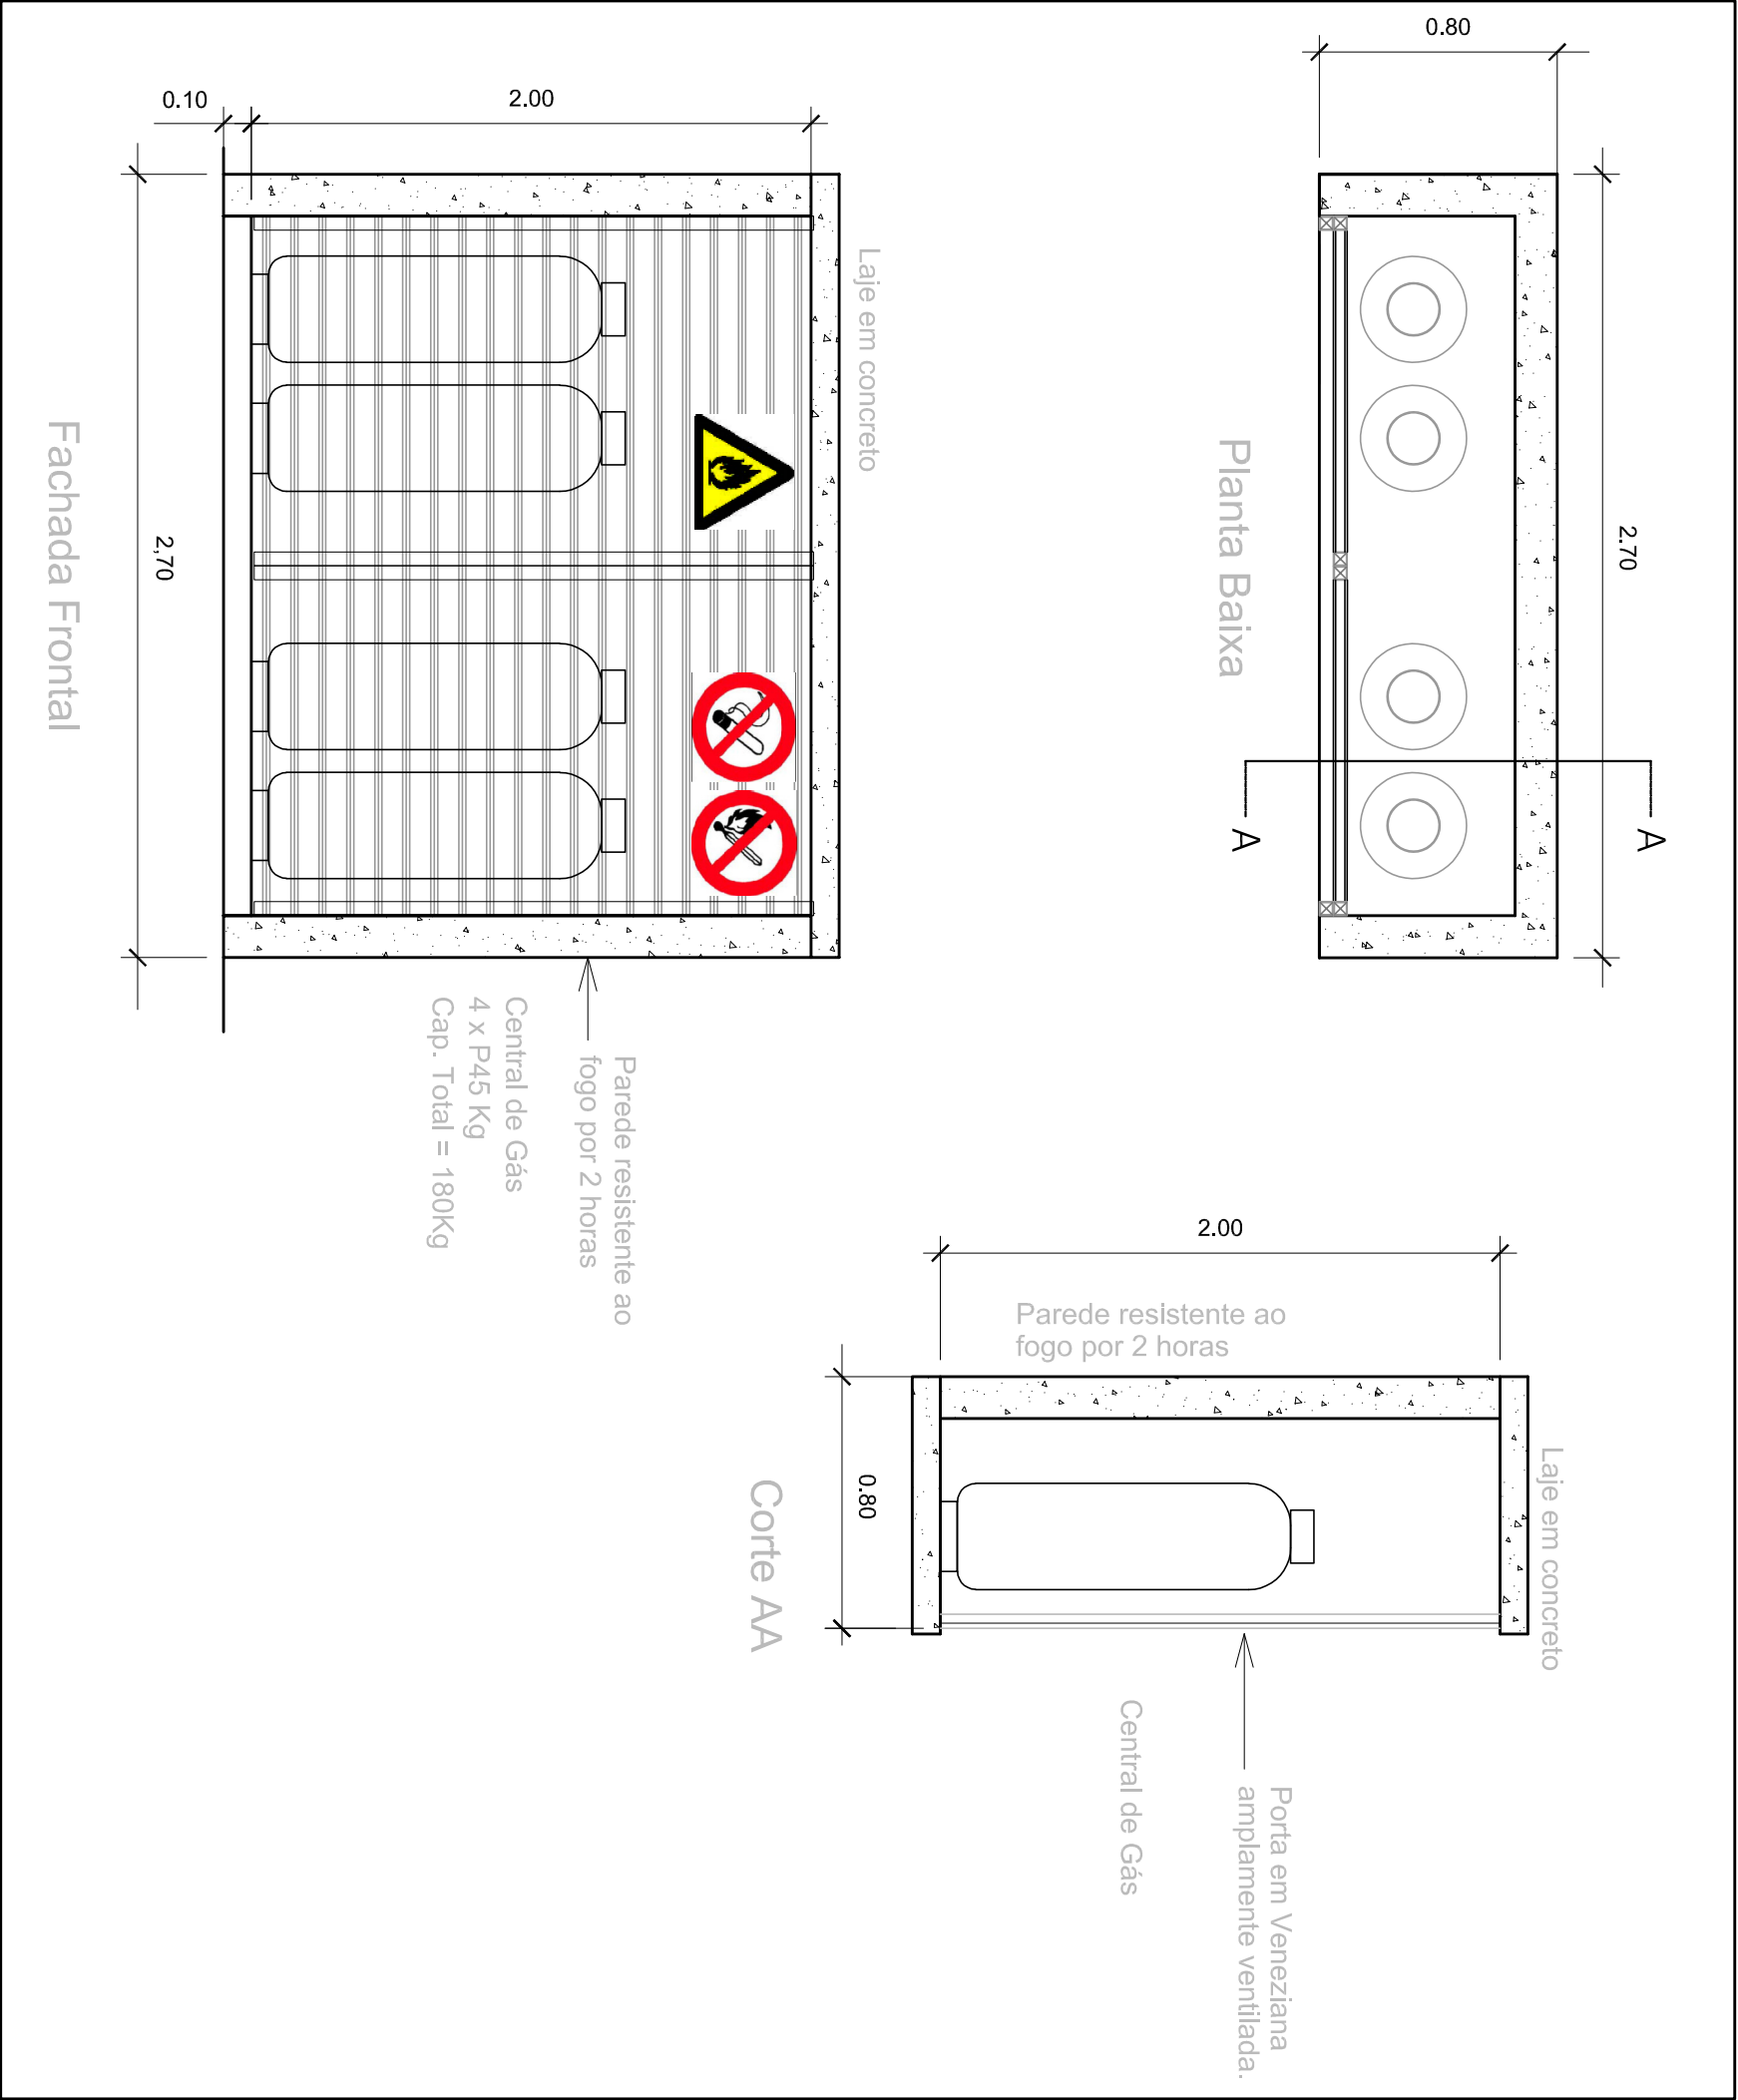 0.80
2.70
A
A
Planta Baixa
0.10
2.00
Laje em concreto
2,70
Fachada Frontal
Parede resistente ao
fogo por 2 horas
Central de Gás
4 x P45 Kg
Cap. Total = 180Kg
2.00
Parede resistente ao
fogo por 2 horas
Laje em concreto
0.80
Corte AA
Porta em Veneziana
amplamente ventilada.
Central de Gás